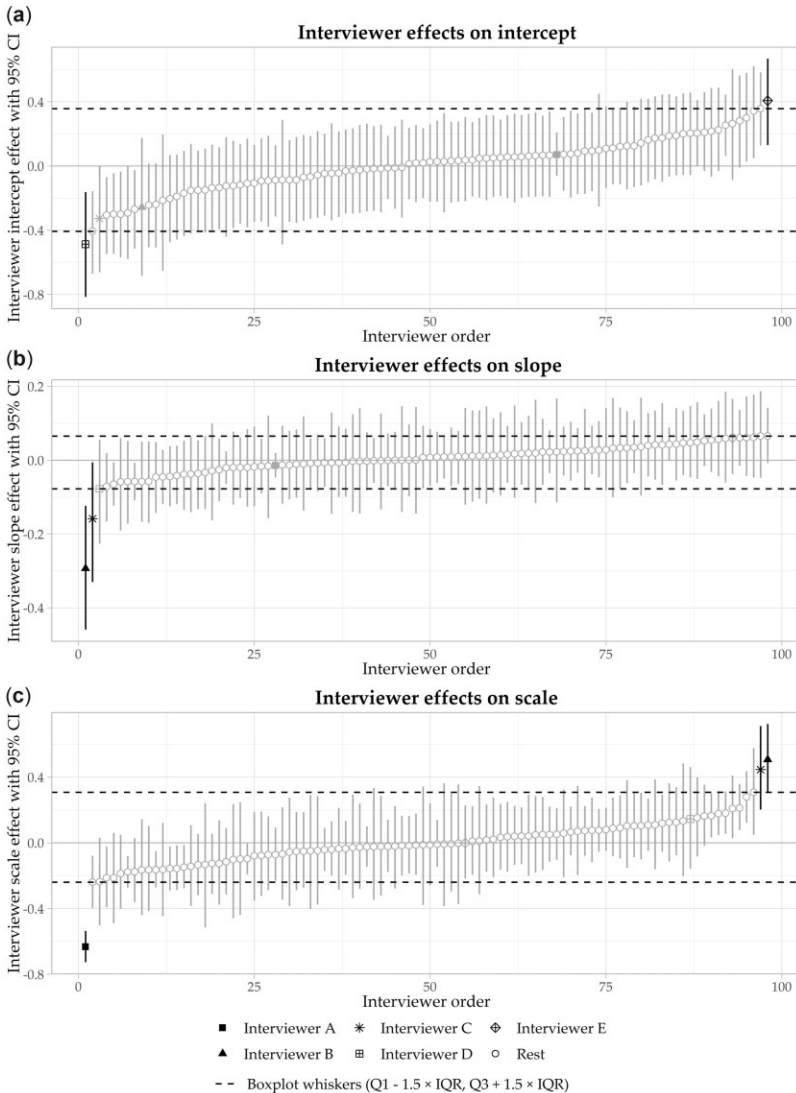 (a)
Interviewer effects on intercept
Interviewer intercept effect with 95% CI
0.4
0.0
-0.4
-0.8
0 25 50 75 100
Interviewer order
(b)
Interviewer effects on slope
Interviewer slope effect with 95% CI
0.2
0.0
-0.2
-0.4
0 25 50 75 100
Interviewer order
(c)
Interviewer effects on scale
Interviewer scale effect with 95% CI
0.4
0.0
-0.4
-0.8
0 25 50 75 100
Interviewer order
Interviewer A Interviewer C Interviewer E
Interviewer B Interviewer D Rest
Boxplot whiskers (Q1 - 1.5 × IQR, Q3 + 1.5 × IQR)